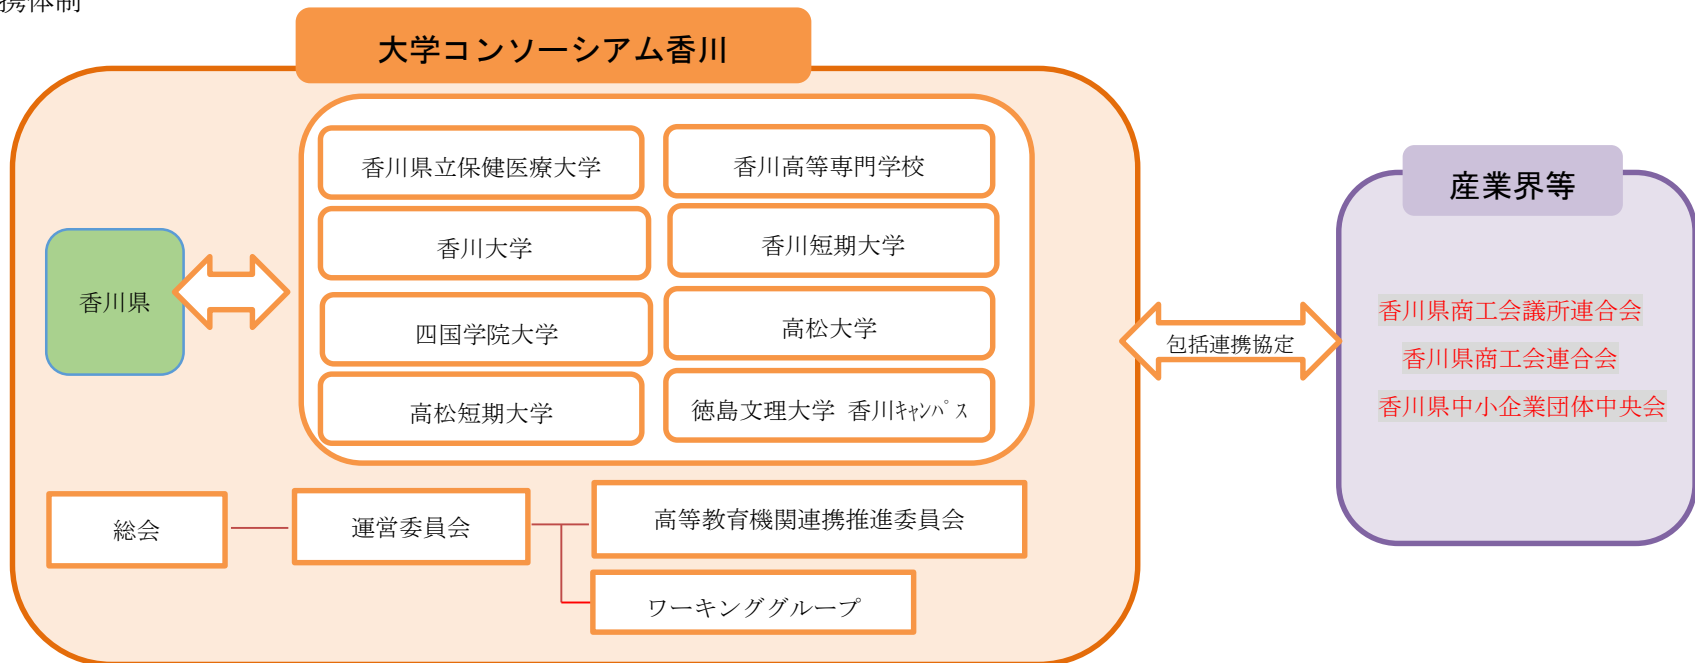 携体制
大学コンソーシアム香川
香川県立保健医療大学
香川高等専門学校
香川大学
香川短期大学
四国学院大学
高松大学
高松短期大学
徳島文理大学 香川ｷｬﾝﾊﾟｽ
香川県
総会
運営委員会
高等教育機関連携推進委員会
ワーキンググループ
包括連携協定
産業界等
香川県商工会議所連合会
香川県商工会連合会
香川県中小企業団体中央会